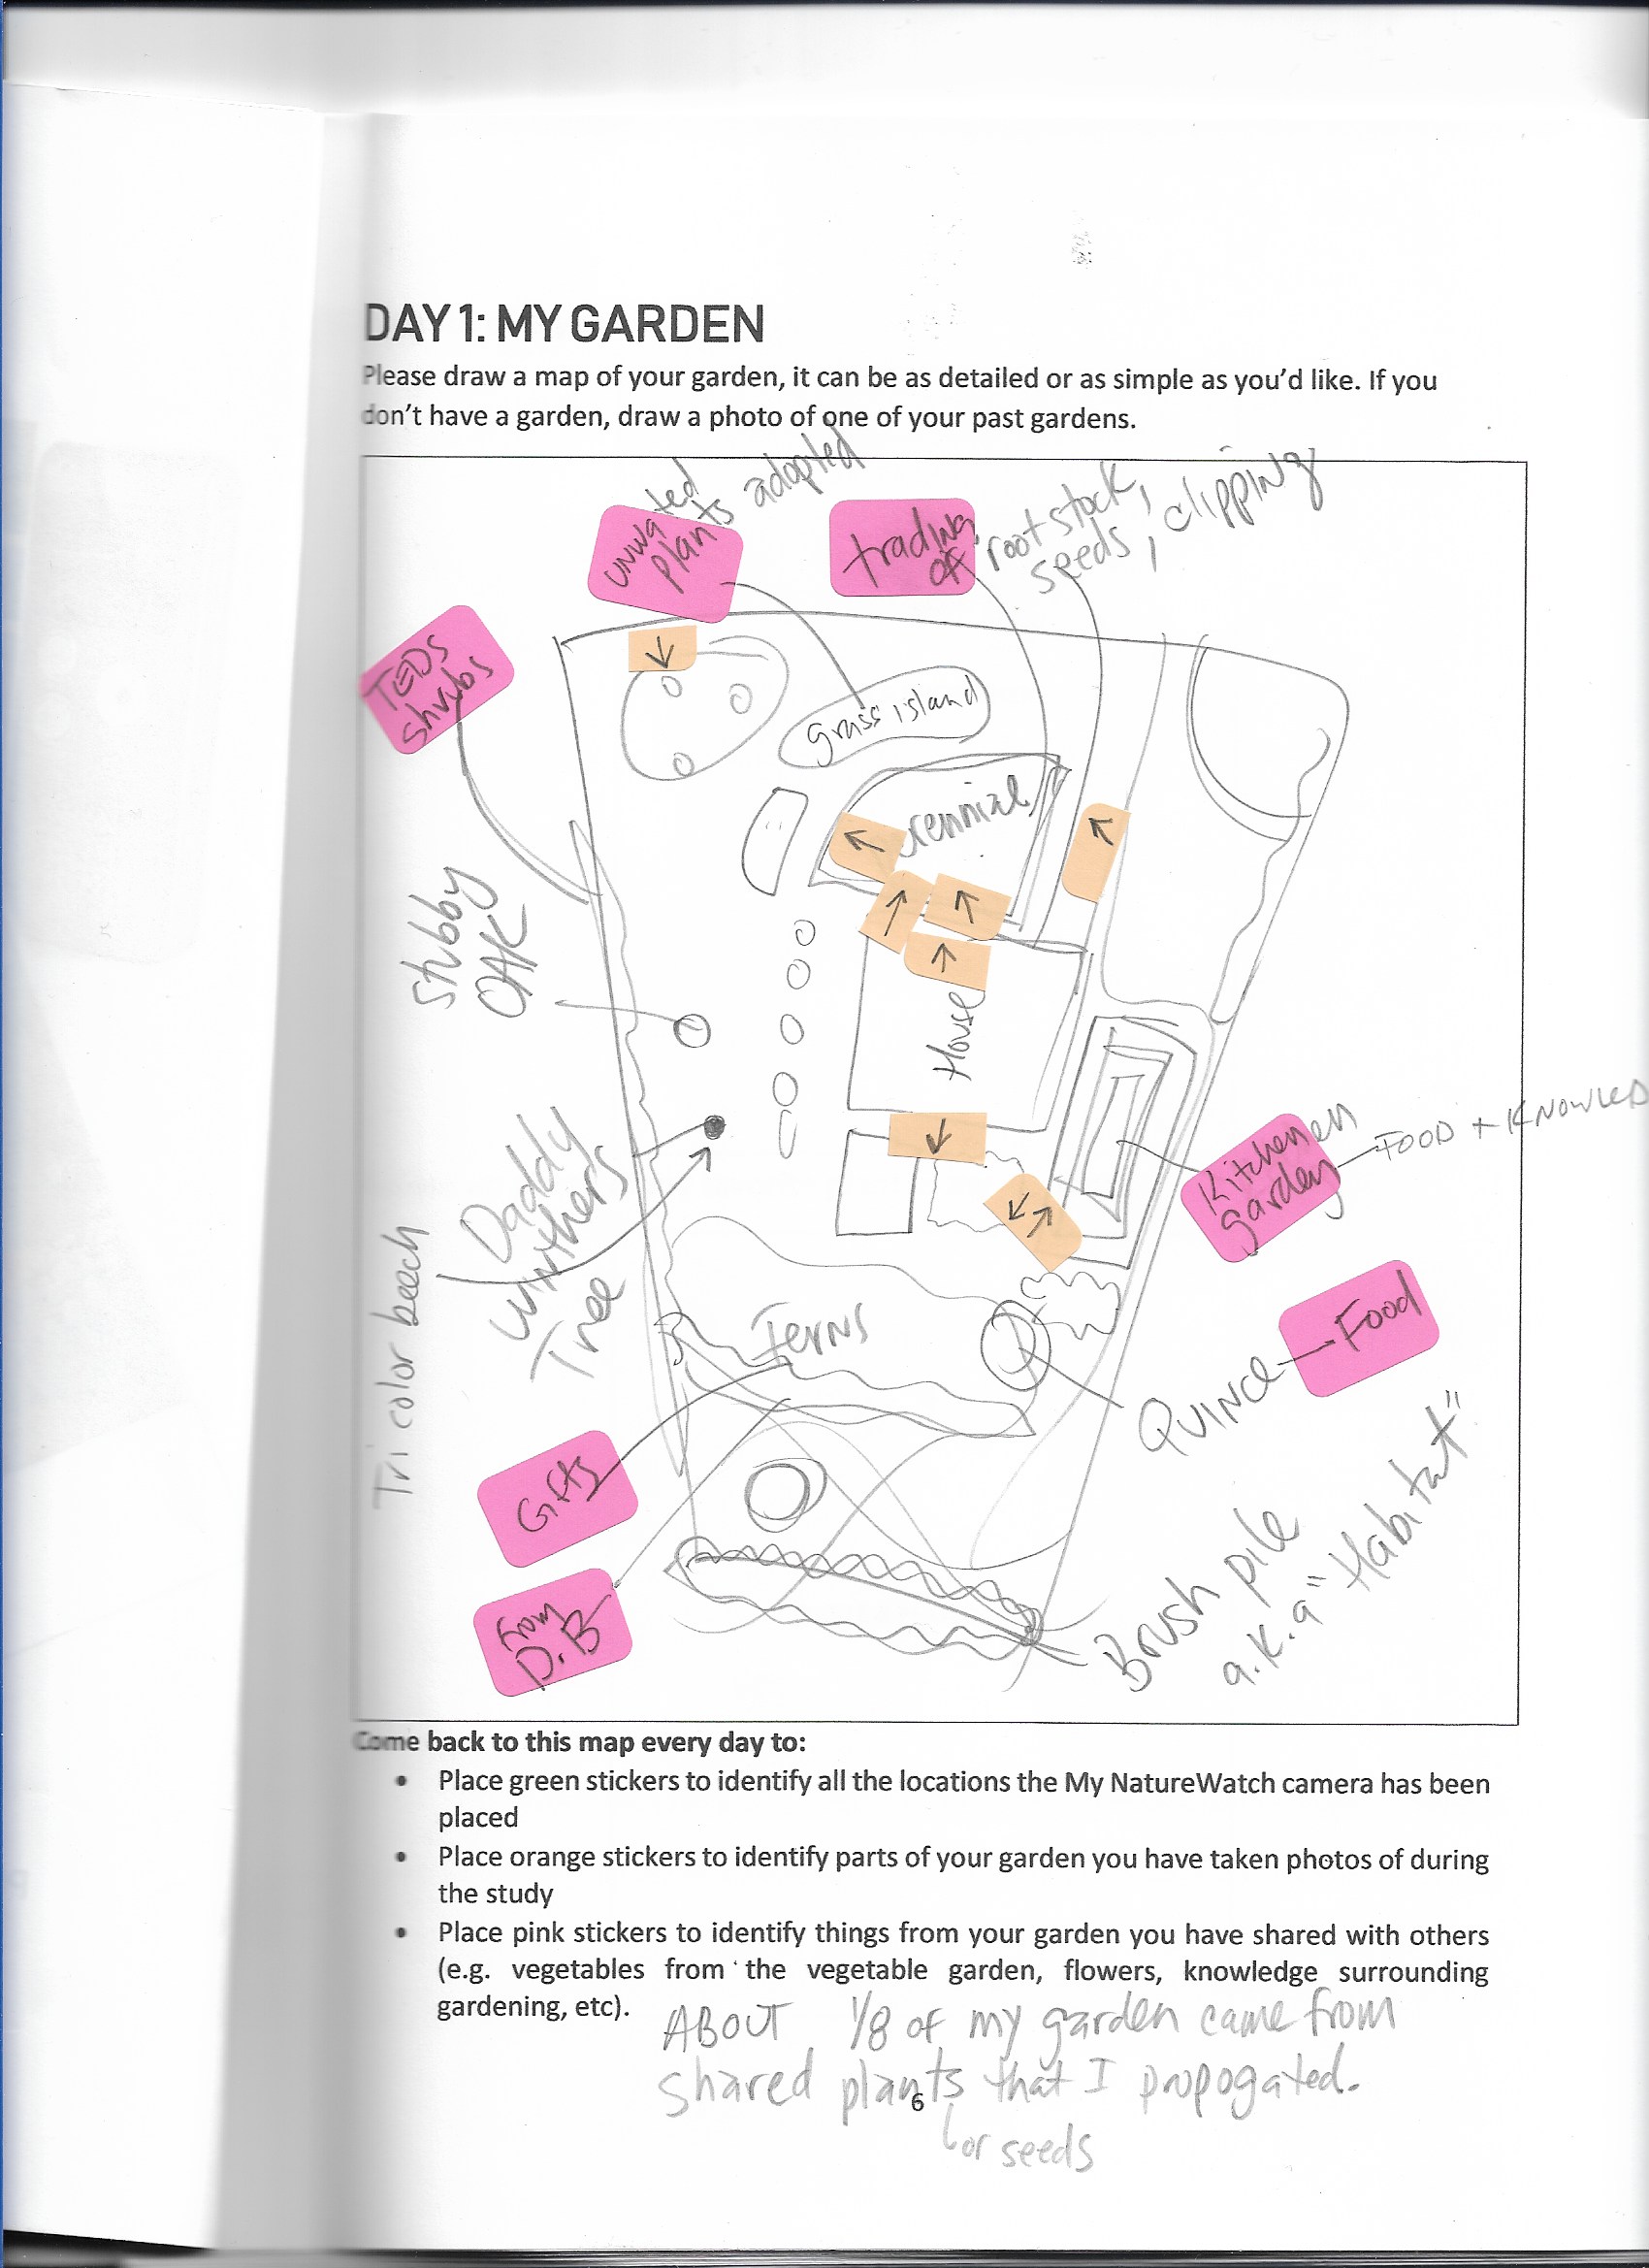 DAY 1: MY GARDEN
Please draw a map of your garden, it can be as detailed or as simple as you'd like. If you
don't have a garden, draw a photo of one of your past gardens.
unwanted
plants adopted
trading
of
root stock,
seeds, clipping
TEDS
shrubs
grass island
rennial
Stubby
OAK
House
Daddy
Winthers
Tree
Tri color beech
Kitchenen
garden
FOOD + KNOWLED
Ferns
Food
QUINCE
Gifts
From
D.B
Brush pile
a.k.a "Habitat"
Come back to this map every day to:
• Place green stickers to identify all the locations the My NatureWatch camera has been
placed
• Place orange stickers to identify parts of your garden you have taken photos of during
the study
• Place pink stickers to identify things from your garden you have shared with others
(e.g. vegetables from the vegetable garden, flowers, knowledge surrounding
gardening, etc).
ABOUT 1/8 of my garden came from
shared plants that I propogated.
6
or seeds